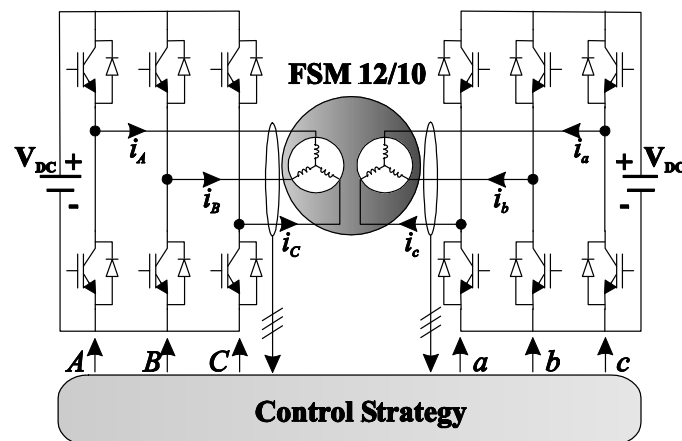 FSM 12/10
V_DC + -
i_A
i_B
i_C
i_a
i_b
i_c
+ V_DC -
A B C a b c
Control Strategy